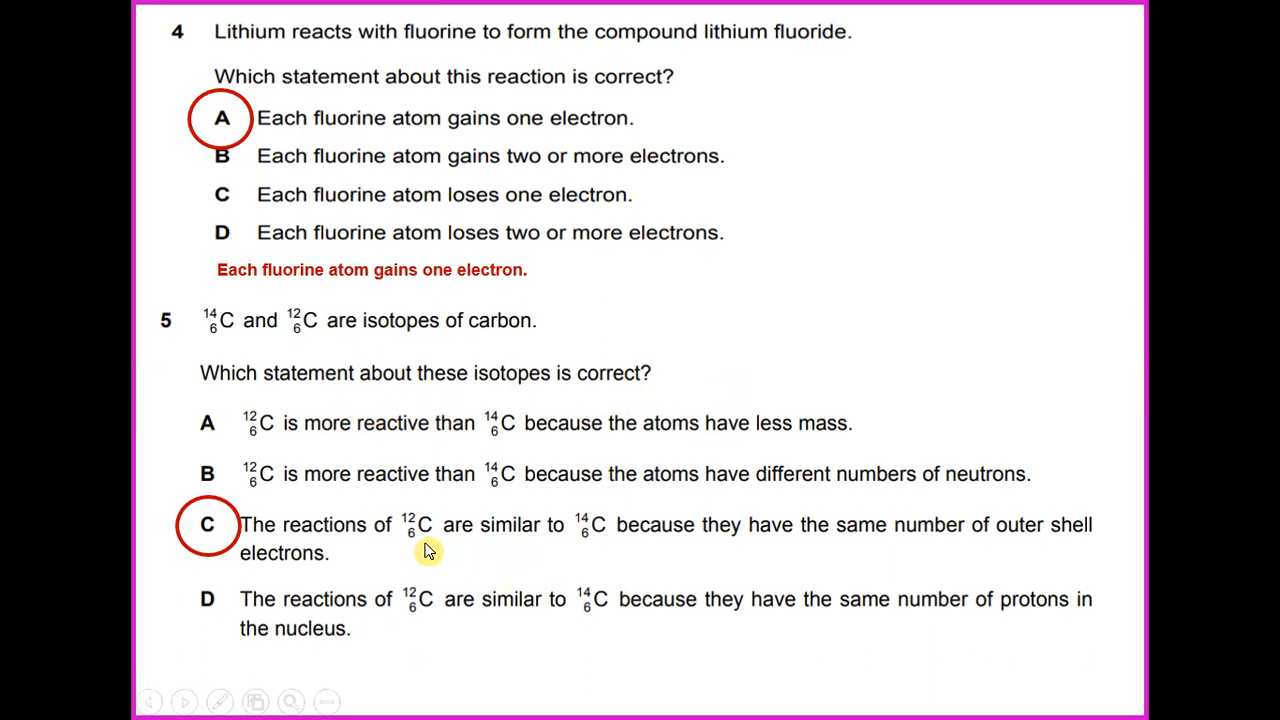 4 Lithium reacts with fluorine to form the compound lithium fluoride.
Which statement about this reaction is correct?
A Each fluorine atom gains one electron.
B Each fluorine atom gains two or more electrons.
C Each fluorine atom loses one electron.
D Each fluorine atom loses two or more electrons.
Each fluorine atom gains one electron.
5 ¹⁴₆C and ¹²₆C are isotopes of carbon.
Which statement about these isotopes is correct?
A ¹²₆C is more reactive than ¹⁴₆C because the atoms have less mass.
B ¹²₆C is more reactive than ¹⁴₆C because the atoms have different numbers of neutrons.
C The reactions of ¹²₆C are similar to ¹⁴₆C because they have the same number of outer shell
electrons.
D The reactions of ¹²₆C are similar to ¹⁴₆C because they have the same number of protons in
the nucleus.